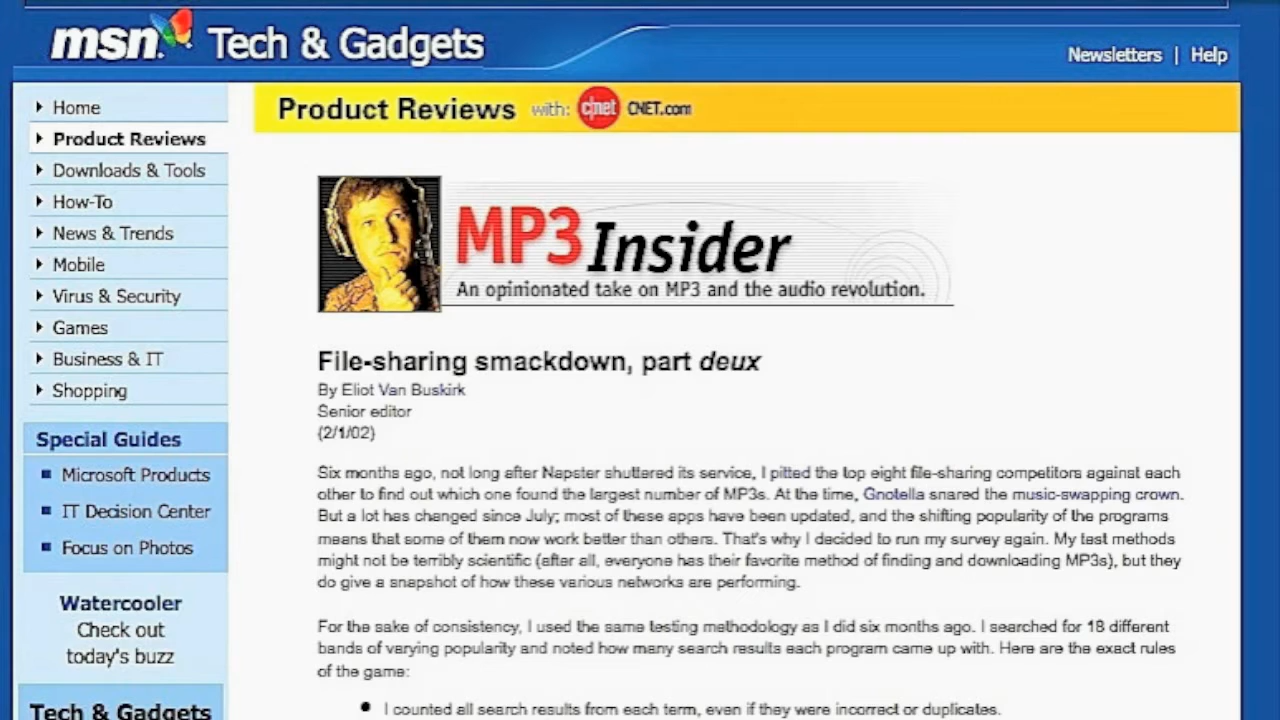 msn Tech & Gadgets
Newsletters | Help
Home
Product Reviews
Downloads & Tools
How-To
News & Trends
Mobile
Virus & Security
Games
Business & IT
Shopping
Special Guides
Microsoft Products
IT Decision Center
Focus on Photos
Watercooler
Check out
today's buzz
Tech & Gadgets
Product Reviews with: c|net CNET.com
MP3 Insider
An opinionated take on MP3 and the audio revolution.
File-sharing smackdown, part deux
By Eliot Van Buskirk
Senior editor
(2/1/02)
Six months ago, not long after Napster shuttered its service, I pitted the top eight file-sharing competitors against each
other to find out which one found the largest number of MP3s. At the time, Gnotella snared the music-swapping crown.
But a lot has changed since July; most of these apps have been updated, and the shifting popularity of the programs
means that some of them now work better than others. That's why I decided to run my survey again. My test methods
might not be terribly scientific (after all, everyone has their favorite method of finding and downloading MP3s), but they
do give a snapshot of how these various networks are performing.
For the sake of consistency, I used the same testing methodology as I did six months ago. I searched for 18 different
bands of varying popularity and noted how many search results each program came up with. Here are the exact rules
of the game:
I counted all search results from each term, even if they were incorrect or duplicates.